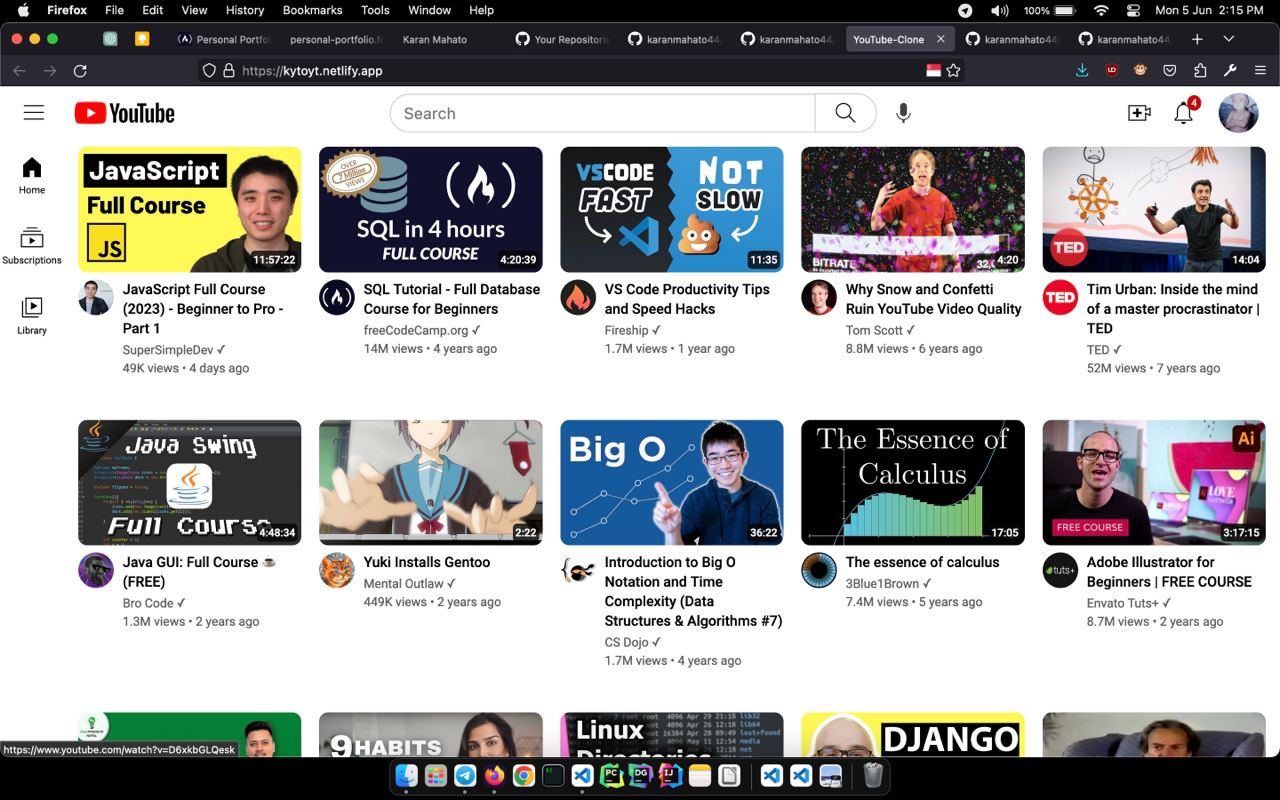 Firefox File Edit View History Bookmarks Tools Window Help 100% Mon 5 Jun 2:15 PM
Personal Portfo personal-portfolio.n Karan Mahato Your Repositorie karanmahato44 karanmahato44 YouTube-Clone karanmahato44 karanmahato44
https://kytoyt.netlify.app
YouTube Search 4
Home
Subscriptions
Library
JavaScript
Full Course
JS
11:57:22
JavaScript Full Course
(2023) - Beginner to Pro -
Part 1
SuperSimpleDev ✓
49K views • 4 days ago
OVER
7 Million
VIEWS
SQL in 4 hours
FULL COURSE
4:20:39
SQL Tutorial - Full Database
Course for Beginners
freeCodeCamp.org ✓
14M views • 4 years ago
VSCODE NOT
FAST SLOW
11:35
VS Code Productivity Tips
and Speed Hacks
Fireship ✓
1.7M views • 1 year ago
BITRATE 32.
4:20
Why Snow and Confetti
Ruin YouTube Video Quality
Tom Scott ✓
8.8M views • 6 years ago
TED
14:04
TED
Tim Urban: Inside the mind
of a master procrastinator |
TED
TED ✓
52M views • 7 years ago
Java Swing
Full Course
4:48:34
Java GUI: Full Course ☕
(FREE)
Bro Code ✓
1.3M views • 2 years ago
2:22
Yuki Installs Gentoo
Mental Outlaw ✓
449K views • 2 years ago
Big O
36:22
Introduction to Big O
Notation and Time
Complexity (Data
Structures & Algorithms #7)
CS Dojo ✓
1.7M views • 4 years ago
The Essence of
Calculus
17:05
The essence of calculus
3Blue1Brown ✓
7.4M views • 5 years ago
Ai
FREE COURSE
3:17:15
tuts+
Adobe Illustrator for
Beginners | FREE COURSE
Envato Tuts+ ✓
8.7M views • 2 years ago
9 HABITS
Linux
Directories
DJANGO
https://www.youtube.com/watch?v=D6xkbGLQesk
PC DG IJ